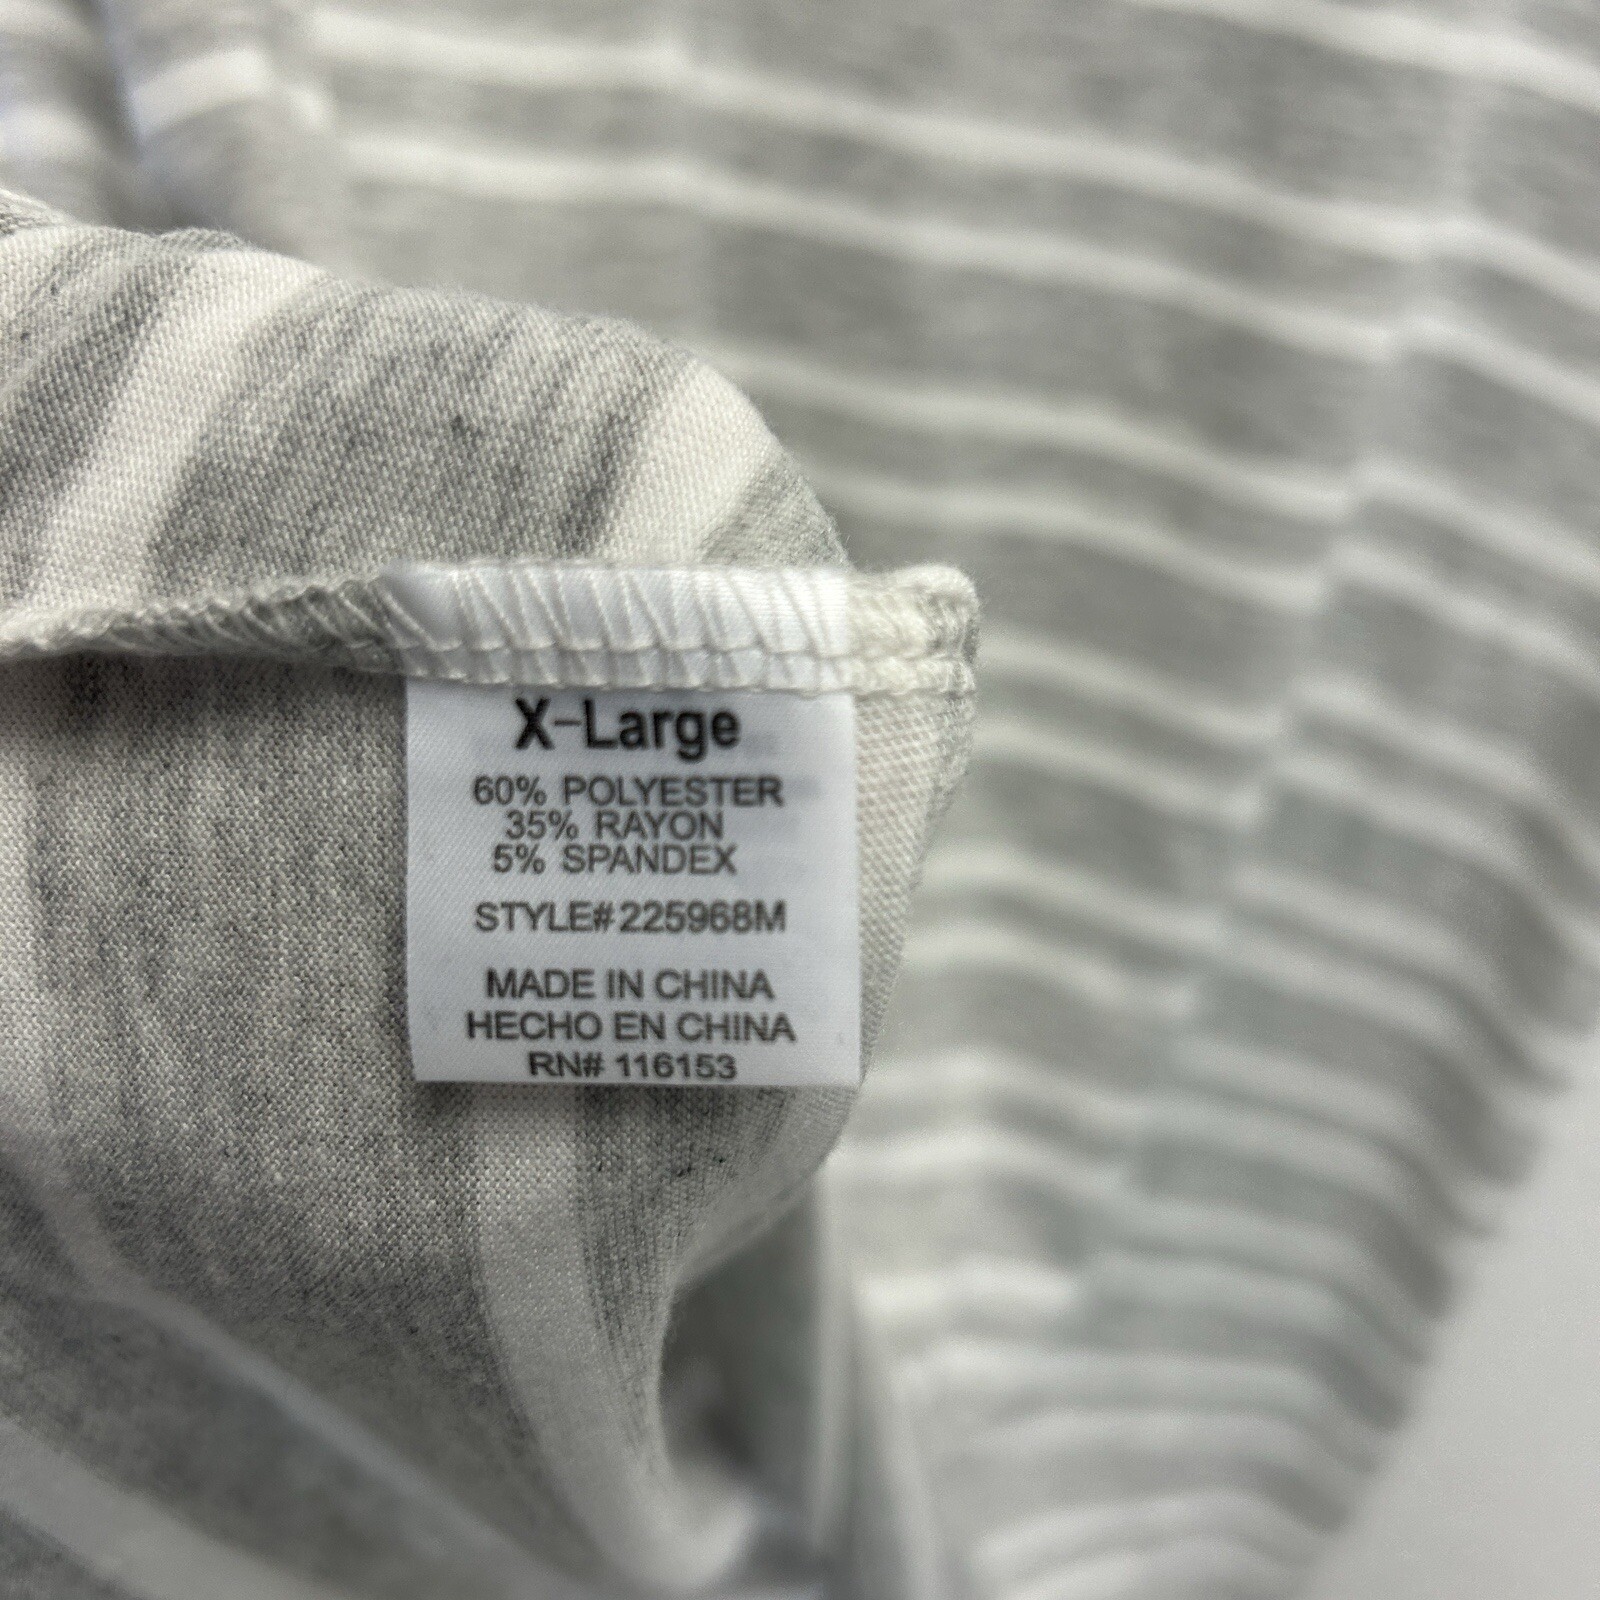 X-Large
60% POLYESTER
35% RAYON
5% SPANDEX
STYLE#225968M
MADE IN CHINA
HECHO EN CHINA
RN# 116153